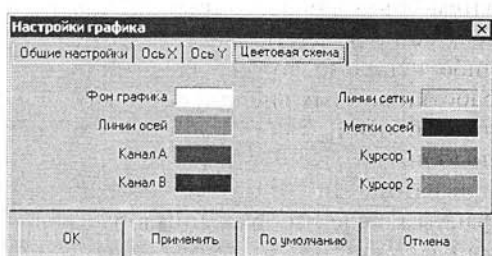 Настройки графика
Общие настройки Ось X Ось Y Цветовая схема
Фон графика Линии сетки
Линии осей Метки осей
Канал A Курсор 1
Канал B Курсор 2
OK Применить По умолчанию Отмена